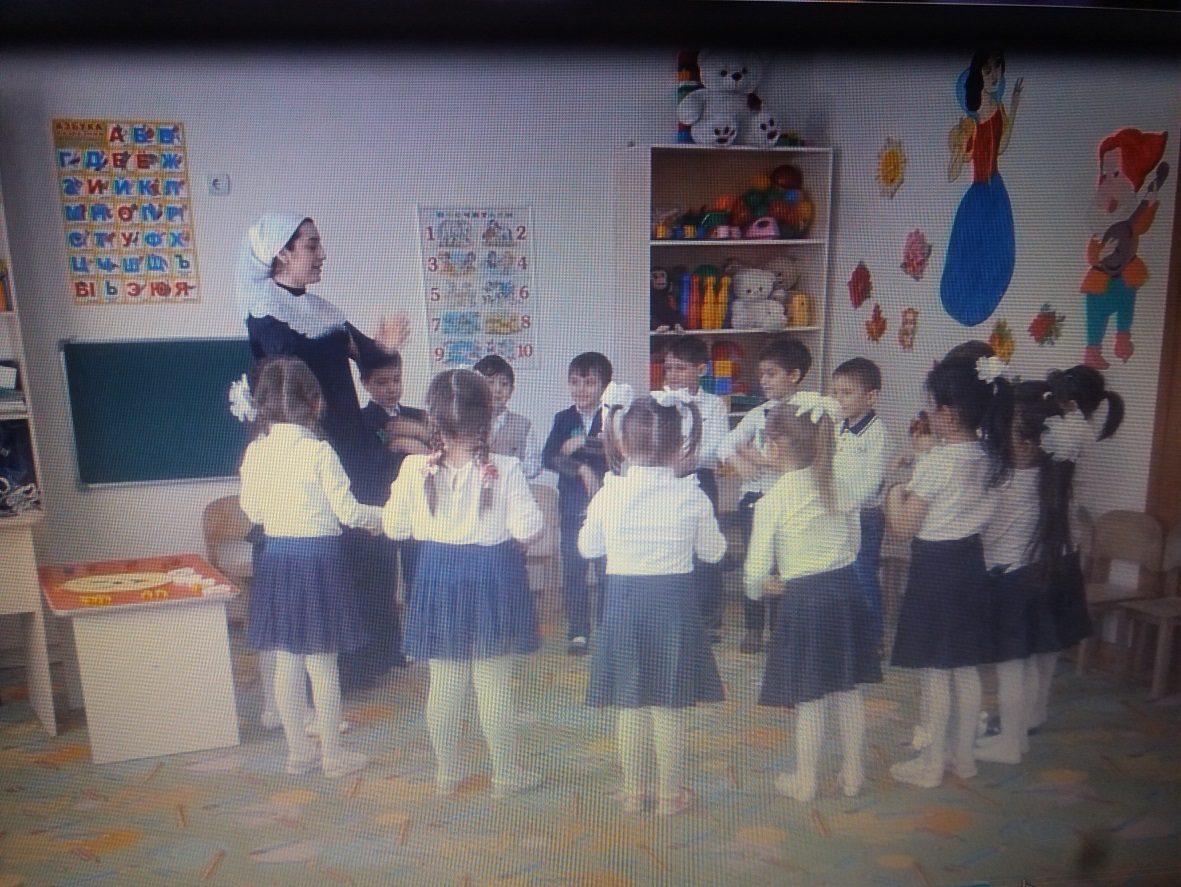 АЗБУКА
А Б В
Г Д Е Ё Ж
З И Й К Л
М Н О П Р
С Т У Ф Х
Ц Ч Ш Щ Ъ
Ы Ь Э Ю Я
1 2
3 4
5 6
7 8
9 10